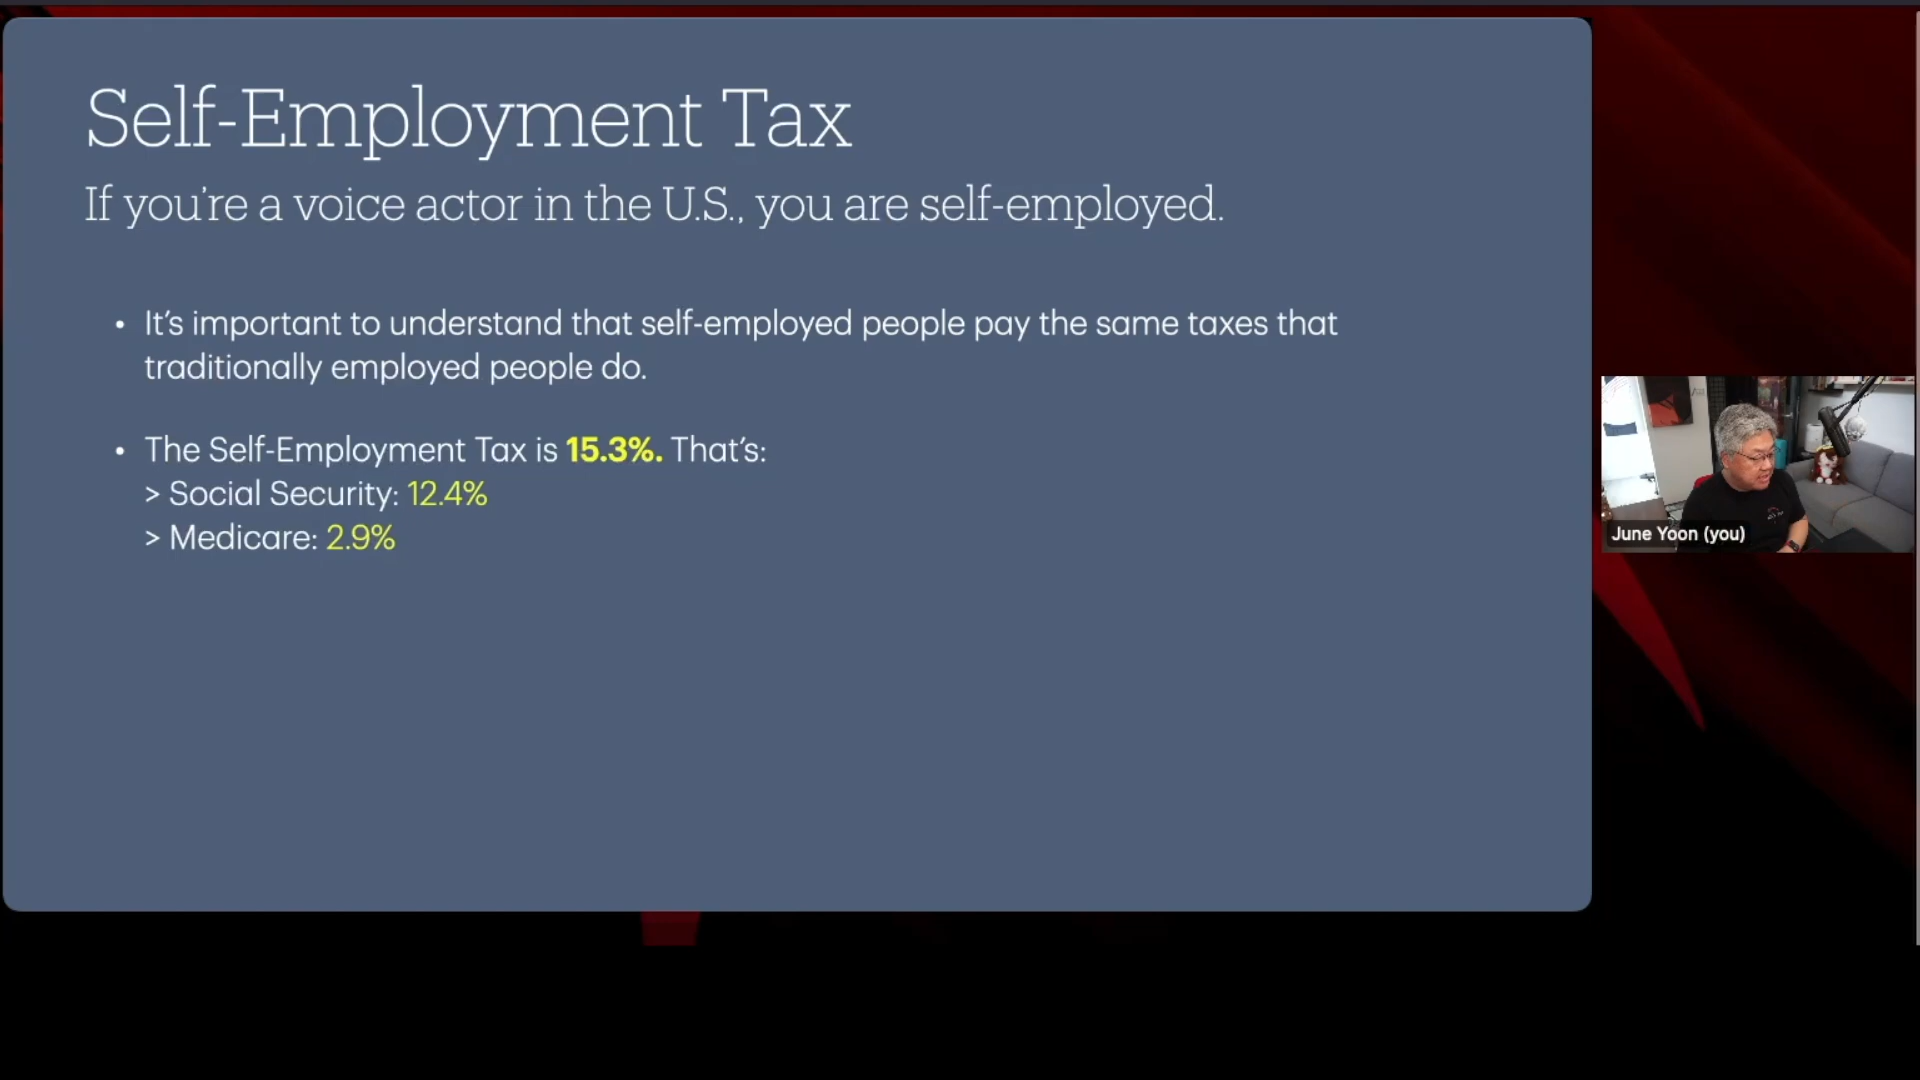 Self-Employment Tax
If you're a voice actor in the U.S., you are self-employed.
• It's important to understand that self-employed people pay the same taxes that
traditionally employed people do.
• The Self-Employment Tax is 15.3%. That's:
> Social Security: 12.4%
> Medicare: 2.9%
June Yoon (you)